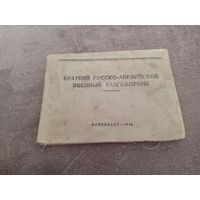 КРАТКИЙ РУССКО-АНГЛИЙСКИЙ
ВОЕННЫЙ РАЗГОВОРНИК
ВОЕНИЗДАТ